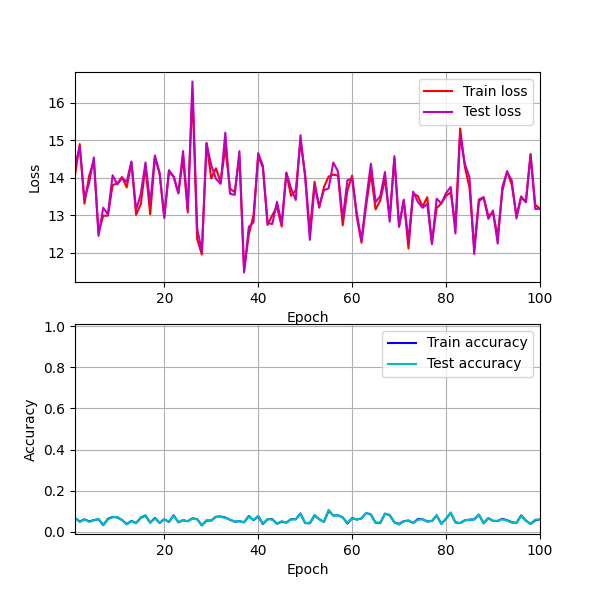 16
15
14
13
12
Loss
Train loss
Test loss
20 40 60 80 100
Epoch
1.0
0.8
0.6
0.4
0.2
0.0
Accuracy
Train accuracy
Test accuracy
20 40 60 80 100
Epoch